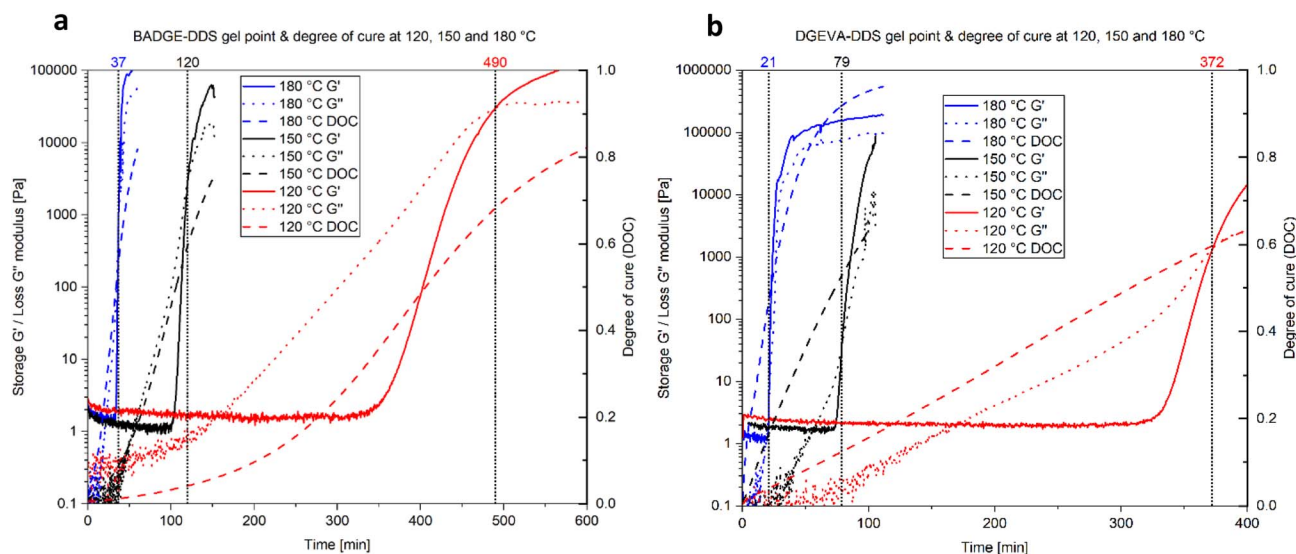 a
BADGE-DDS gel point & degree of cure at 120, 150 and 180 °C
37 120 490
100000
10000
1000
100
10
1
0.1
Storage G' / Loss G'' modulus [Pa]
180 °C G'
180 °C G''
180 °C DOC
150 °C G'
150 °C G''
150 °C DOC
120 °C G'
120 °C G''
120 °C DOC
1.0
0.8
0.6
0.4
0.2
0.0
Degree of cure (DOC)
0 100 200 300 400 500 600
Time [min]
b
DGEVA-DDS gel point & degree of cure at 120, 150 and 180 °C
21 79 372
1000000
100000
10000
1000
100
10
1
0.1
Storage G' / Loss G'' modulus [Pa]
180 °C G'
180 °C G''
180 °C DOC
150 °C G'
150 °C G''
150 °C DOC
120 °C G'
120 °C G''
120 °C DOC
1.0
0.8
0.6
0.4
0.2
0.0
Degree of cure (DOC)
0 100 200 300 400
Time [min]